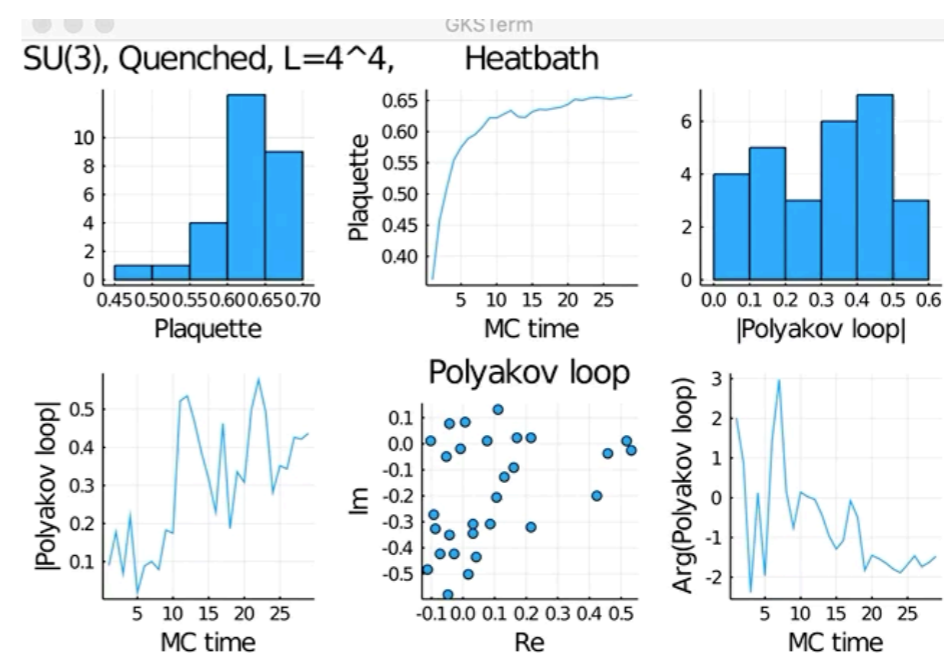 GKSTerm
SU(3), Quenched, L=4^4, Heatbath
10
8
6
4
2
0
0.45 0.50 0.55 0.60 0.65 0.70
Plaquette
Plaquette
0.65
0.60
0.55
0.50
0.45
0.40
5 10 15 20 25
MC time
6
4
2
0
0.0 0.1 0.2 0.3 0.4 0.5 0.6
|Polyakov loop|
|Polyakov loop|
0.5
0.4
0.3
0.2
0.1
5 10 15 20 25
MC time
Polyakov loop
Im
0.1
0.0
-0.1
-0.2
-0.3
-0.4
-0.5
-0.1 0.0 0.1 0.2 0.3 0.4 0.5
Re
Arg(Polyakov loop)
3
2
1
0
-1
-2
5 10 15 20 25
MC time